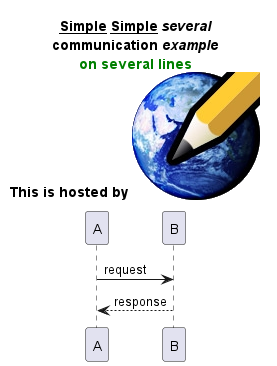 Simple Simple several
communication example
on several lines
This is hosted by
A B
request
response
A B